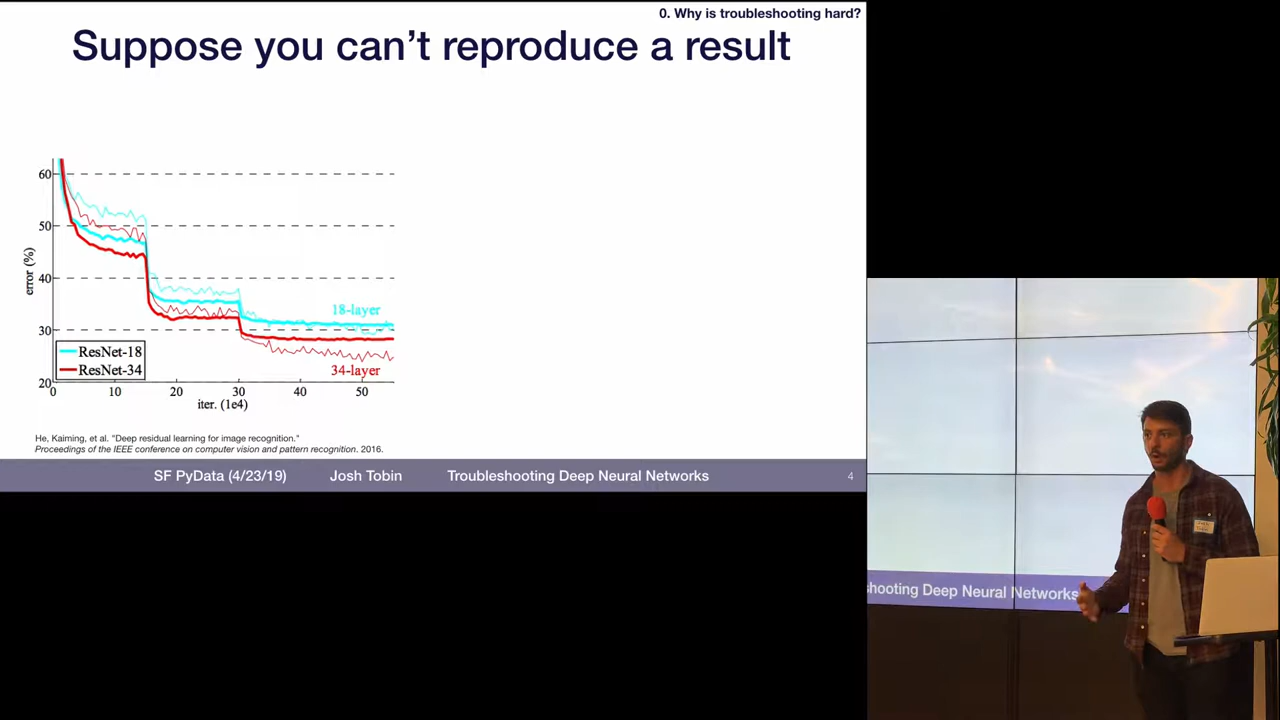 0. Why is troubleshooting hard?
Suppose you can't reproduce a result
60
50
40
30
20
error (%)
18-layer
34-layer
ResNet-18
ResNet-34
0 10 20 30 40 50
iter. (1e4)
He, Kaiming, et al. "Deep residual learning for image recognition."
Proceedings of the IEEE conference on computer vision and pattern recognition. 2016.
SF PyData (4/23/19) Josh Tobin Troubleshooting Deep Neural Networks 4
shooting Deep Neural Networks